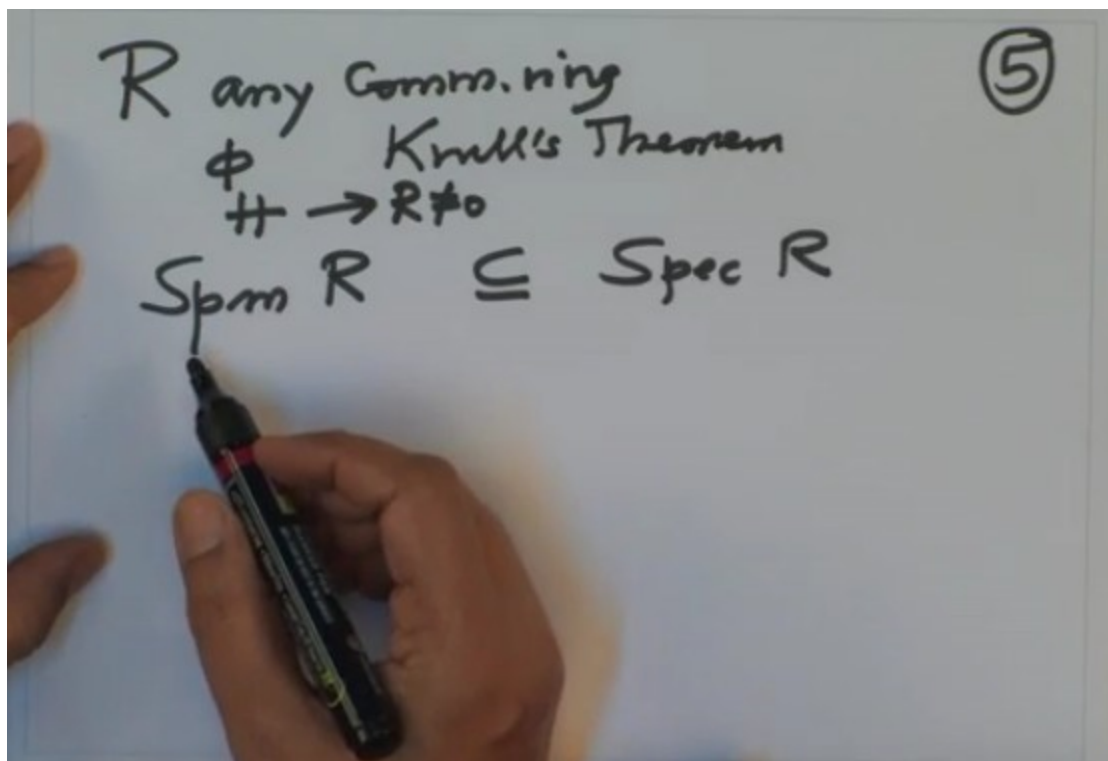 R any Comm. ring
⑤
φ Krull's Theorem
⧣ → R ≠ 0
Spm R ⊆ Spec R